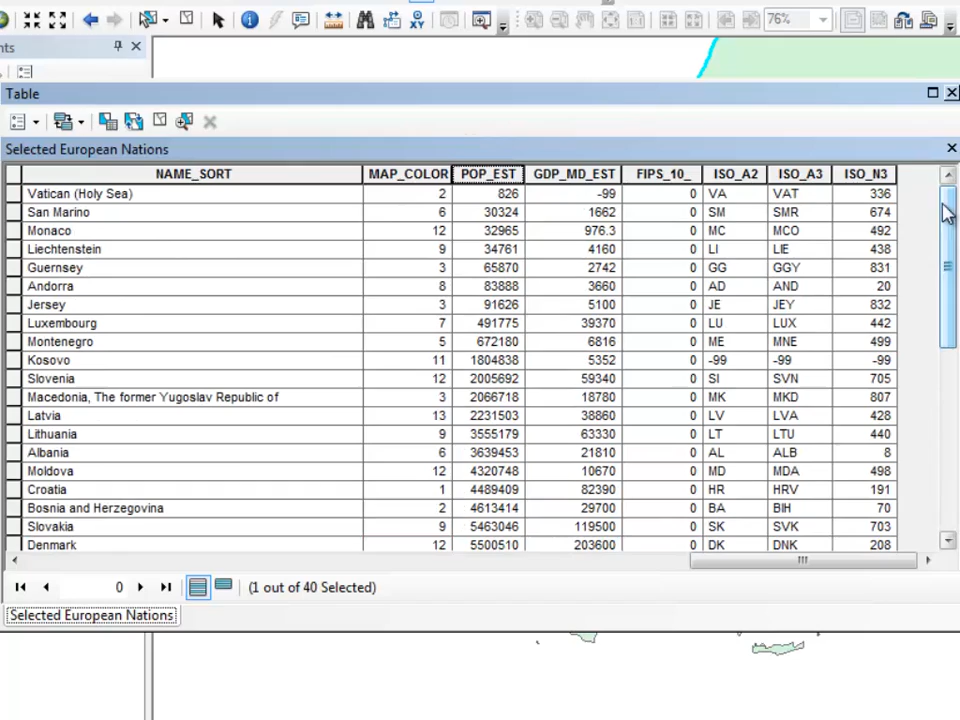 XY
76%
nts
Table
Selected European Nations
NAME_SORT MAP_COLOR POP_EST GDP_MD_EST FIPS_10_ ISO_A2 ISO_A3 ISO_N3
Vatican (Holy Sea) 2 826 -99 0 VA VAT 336
San Marino 6 30324 1662 0 SM SMR 674
Monaco 12 32965 976.3 0 MC MCO 492
Liechtenstein 9 34761 4160 0 LI LIE 438
Guernsey 3 65870 2742 0 GG GGY 831
Andorra 8 83888 3660 0 AD AND 20
Jersey 3 91626 5100 0 JE JEY 832
Luxembourg 7 491775 39370 0 LU LUX 442
Montenegro 5 672180 6816 0 ME MNE 499
Kosovo 11 1804838 5352 0 -99 -99 -99
Slovenia 12 2005692 59340 0 SI SVN 705
Macedonia, The former Yugoslav Republic of 3 2066718 18780 0 MK MKD 807
Latvia 13 2231503 38860 0 LV LVA 428
Lithuania 9 3555179 63330 0 LT LTU 440
Albania 6 3639453 21810 0 AL ALB 8
Moldova 12 4320748 10670 0 MD MDA 498
Croatia 1 4489409 82390 0 HR HRV 191
Bosnia and Herzegovina 2 4613414 29700 0 BA BIH 70
Slovakia 9 5463046 119500 0 SK SVK 703
Denmark 12 5500510 203600 0 DK DNK 208
0 (1 out of 40 Selected)
Selected European Nations